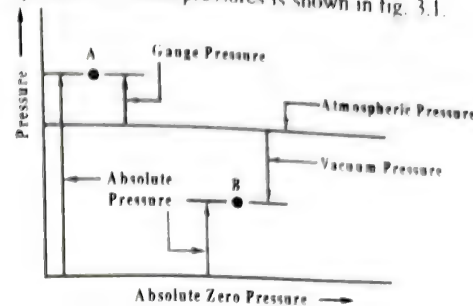 pressures is shown in fig. 3.1.
A
Gauge Pressure
Pressure
Atmospheric Pressure
Vacuum Pressure
Absolute
Pressure
B
Absolute Zero Pressure